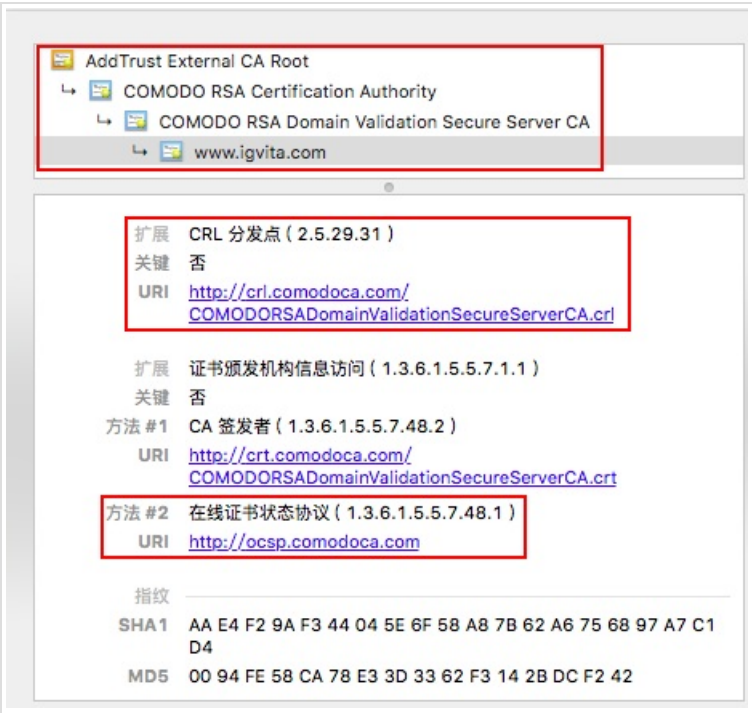 AddTrust External CA Root
↳ COMODO RSA Certification Authority
↳ COMODO RSA Domain Validation Secure Server CA
↳ www.igvita.com
扩展 CRL 分发点 ( 2.5.29.31 )
关键 否
URI http://crl.comodoca.com/
COMODORSADomainValidationSecureServerCA.crl
扩展 证书颁发机构信息访问 ( 1.3.6.1.5.5.7.1.1 )
关键 否
方法 #1 CA 签发者 ( 1.3.6.1.5.5.7.48.2 )
URI http://crt.comodoca.com/
COMODORSADomainValidationSecureServerCA.crt
方法 #2 在线证书状态协议 ( 1.3.6.1.5.5.7.48.1 )
URI http://ocsp.comodoca.com
指纹
SHA1 AA E4 F2 9A F3 44 04 5E 6F 58 A8 7B 62 A6 75 68 97 A7 C1
D4
MD5 00 94 FE 58 CA 78 E3 3D 33 62 F3 14 2B DC F2 42